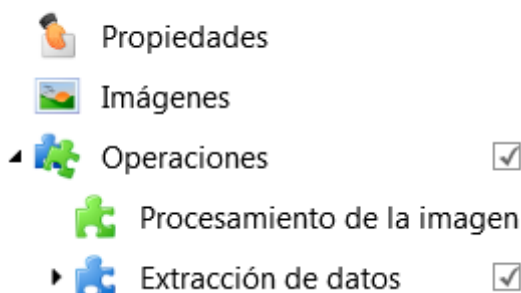 Propiedades
Imágenes
Operaciones
Procesamiento de la imagen
Extracción de datos